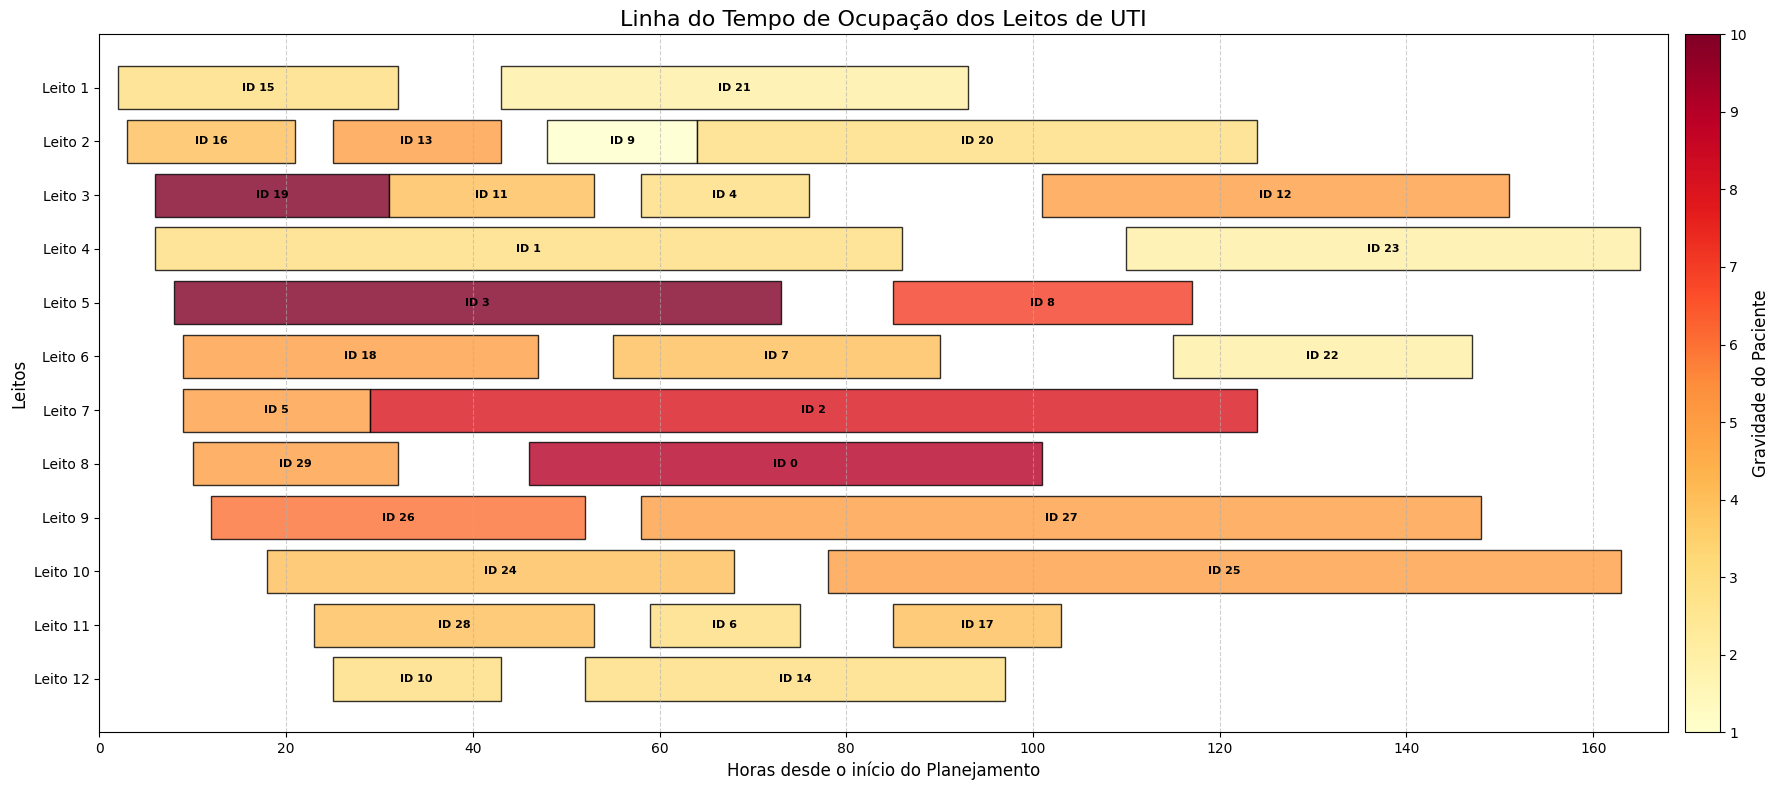 Linha do Tempo de Ocupação dos Leitos de UTI
Leito 1
ID 15
ID 21
Leito 2
ID 16
ID 13
ID 9
ID 20
Leito 3
ID 19
ID 11
ID 4
ID 12
Leito 4
ID 1
ID 23
Leito 5
ID 3
ID 8
Leito 6
ID 18
ID 7
ID 22
Leito 7
ID 5
ID 2
Leito 8
ID 29
ID 0
Leito 9
ID 26
ID 27
Leito 10
ID 24
ID 25
Leito 11
ID 28
ID 6
ID 17
Leito 12
ID 10
ID 14
Leitos
0
20
40
60
80
100
120
140
160
Horas desde o início do Planejamento
10
9
8
7
6
5
4
3
2
1
Gravidade do Paciente